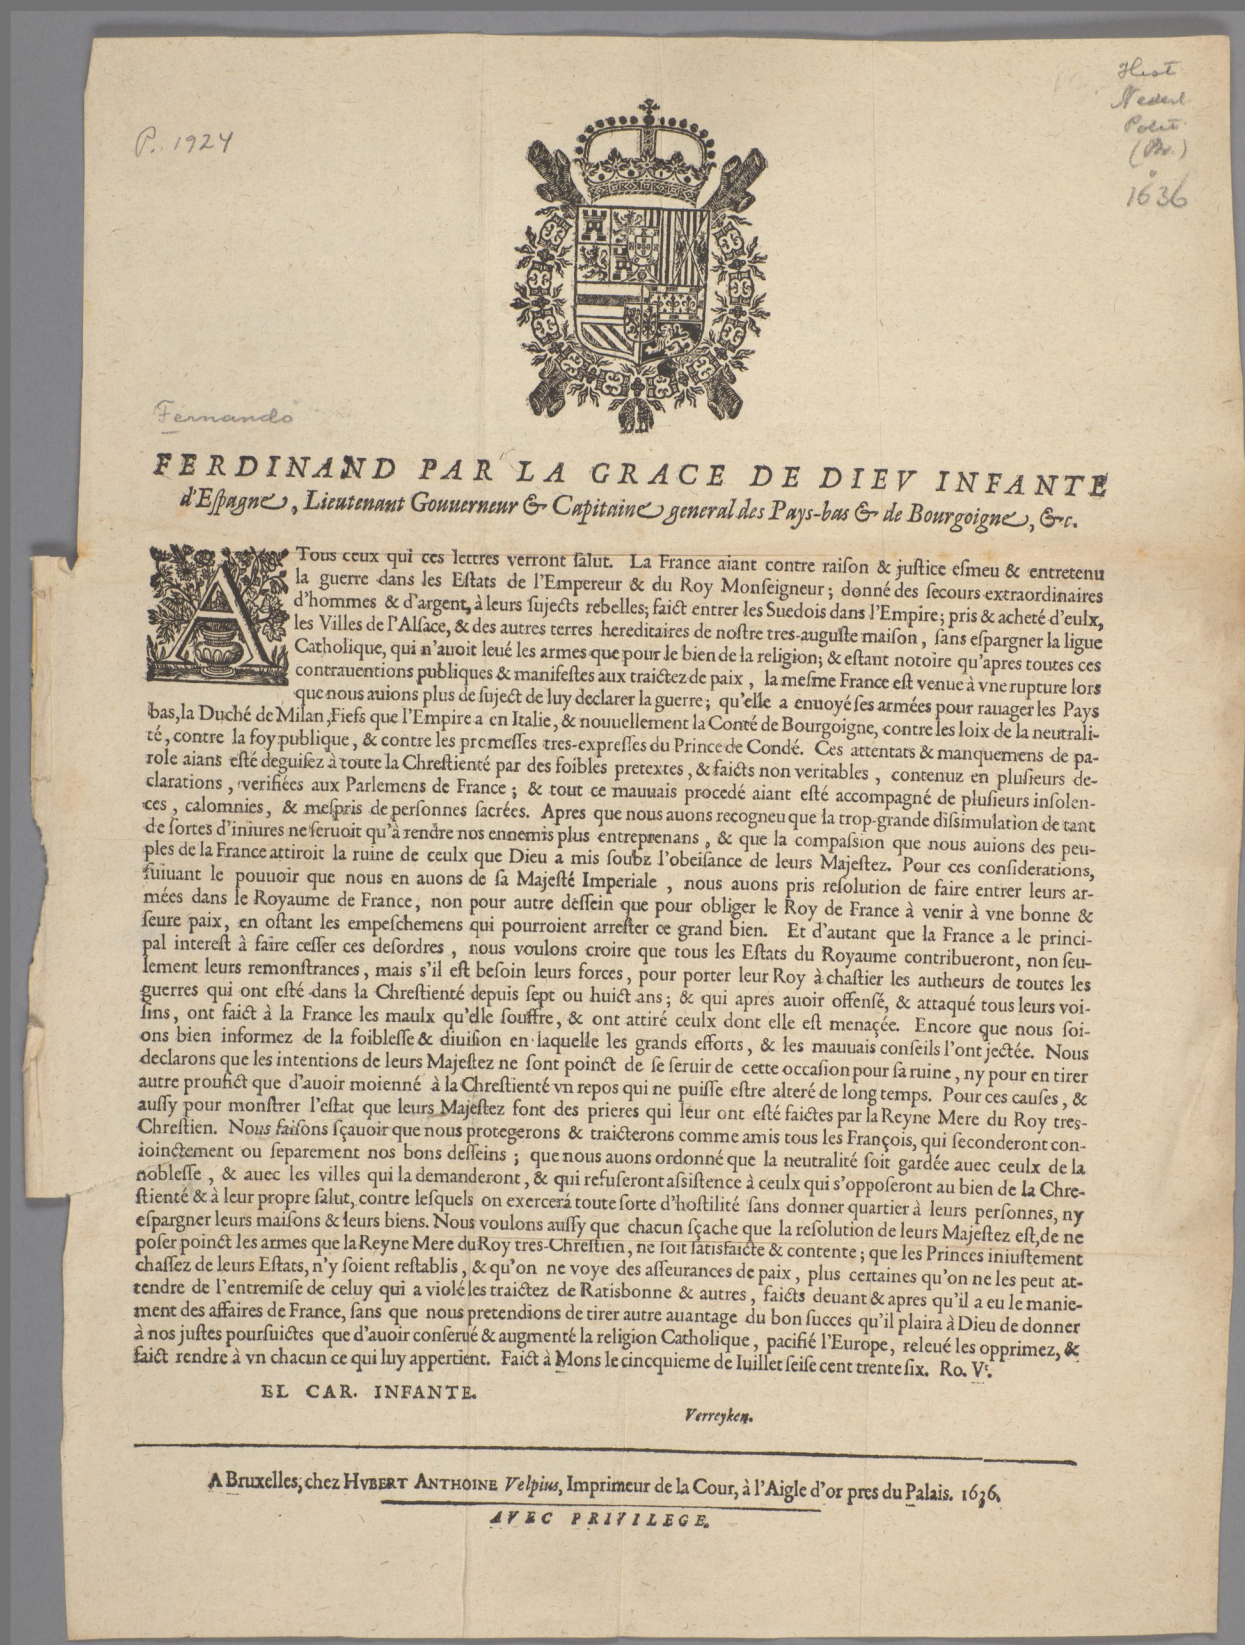 P. 1924
Hist
Nederl
Polit
1636
Fernando
FERDINAND PAR LA GRACE DE DIEV INFANTE
d'Eſpagne, Lieutenant Gouuerneur & Capitaine general des Pays-bas & de Bourgoigne, &c.
A Tous ceux qui ces lettres verront ſalut. La France aiant contre raiſon & juſtice eſmeu & entretenu
la guerre dans les Eſtats de l'Empereur & du Roy Monſeigneur; donné des ſecours extraordinaires
d'hommes & d'argent, à leurs ſujects rebelles; faict entrer les Suedois dans l'Empire; pris & acheté d'eulx,
les Villes de l'Alſace, & des autres terres hereditaires de noſtre tres-auguſte maiſon, ſans eſpargner la ligue
Catholique, qui n'auoit leué les armes que pour le bien de la religion; & eſtant notoire qu'apres toutes ces
contrauentions publiques & manifeſtes aux traictez de paix, la meſme France eſt venue à vne rupture lors
que nous auions plus de ſuject de luy declarer la guerre; qu'elle a enuoyé ſes armées pour rauager les Pays
bas, la Duché de Milan, Fiefs que l'Empire a en Italie, & nouuellement la Conté de Bourgoigne, contre les loix de la neutrali-
té, contre la foy publique, & contre les promeſſes tres-expreſſes du Prince de Condé. Ces attentats & manquemens de pa-
role aians eſté deguiſez à toute la Chreſtienté par des foibles pretextes, & faicts non veritables, contenuz en pluſieurs de-
clarations, verifiées aux Parlemens de France; & tout ce mauuais procedé aiant eſté accompagné de pluſieurs inſolen-
ces, calomnies, & meſpris de perſonnes ſacrées. Apres que nous auons recogneu que la trop-grande diſſimulation de tant
de ſortes d'iniures ne ſeruoit qu'à rendre nos ennemis plus entreprenans, & que la compaſſion que nous auions des peu-
ples de la France attiroit la ruine de ceulx que Dieu a mis ſoubz l'obeiſance de leurs Majeſtez. Pour ces conſiderations,
ſuiuant le pouuoir que nous en auons de ſa Majeſté Imperiale, nous auons pris reſolution de faire entrer leurs ar-
mées dans le Royaume de France, non pour autre deſſein que pour obliger le Roy de France à venir à vne bonne &
ſeure paix, en oſtant les empeſchemens qui pourroient arreſter ce grand bien. Et d'autant que la France a le princi-
pal intereſt à faire ceſſer ces deſordres, nous voulons croire que tous les Eſtats du Royaume contribueront, non ſeu-
lement leurs remonſtrances, mais s'il eſt beſoin leurs forces, pour porter leur Roy à chaſtier les autheurs de toutes les
guerres qui ont eſté dans la Chreſtienté depuis ſept ou huict ans; & qui apres auoir offenſé, & attaqué tous leurs voi-
ſins, ont faict à la France les maulx qu'elle ſouffre, & ont attiré ceulx dont elle eſt menaçée. Encore que nous ſoi-
ons bien informez de la foibleſſe & diuiſion en laquelle les grands efforts, & les mauuais conſeils l'ont jectée. Nous
declarons que les intentions de leurs Majeſtez ne ſont poinct de ſe ſeruir de cette occaſion pour ſa ruine, ny pour en tirer
autre proufict que d'auoir moienné à la Chreſtienté vn repos qui ne puiſſe eſtre alteré de long temps. Pour ces cauſes, &
auſſy pour monſtrer l'eſtat que leurs Majeſtez font des prieres qui leur ont eſté faictes par la Reyne Mere du Roy tres-
Chreſtien. Nous faiſons ſçauoir que nous protegerons & traicterons comme amis tous les François, qui ſeconderont con-
ioinctement ou ſeparement nos bons deſſeins; que nous auons ordonné que la neutralité ſoit gardée auec ceulx de la
nobleſſe, & auec les villes qui la demanderont, & qui refuſeront aſſiſtence à ceulx qui s'oppoſeront au bien de la Chre-
ſtienté & à leur propre ſalut, contre leſquels on exercerá toute ſorte d'hoſtilité ſans donner quartier à leurs perſonnes, ny
eſpargner leurs maiſons & leurs biens. Nous voulons auſſy que chacun ſçache que la reſolution de leurs Majeſtez eſt, de ne
poſer poinct les armes que la Reyne Mere du Roy tres-Chreſtien, ne ſoit ſatisfaicte & contente; que les Princes iniuſtement
chaſſez de leurs Eſtats, n'y ſoient reſtablis, & qu'on ne voye des aſſeurances de paix, plus certaines qu'on ne les peut at-
tendre de l'entremiſe de celuy qui a violé les traictez de Ratisbonne & autres, faicts deuant & apres qu'il a eu le manie-
ment des affaires de France, ſans que nous pretendions de tirer autre auantage du bon ſucces qu'il plaira à Dieu de donner
à nos juſtes pourſuictes que d'auoir conſerué & augmenté la religion Catholique, pacifié l'Europe, releué les opprimez, &
faict rendre à vn chacun ce qui luy appertient. Faict à Mons le cincquieme de Iuillet ſeiſe cent trente ſix. Ro. Vt.
EL CAR. INFANTE.
Verreyken.
A Bruxelles, chez HVBERT ANTHOINE Velpius, Imprimeur de la Cour, à l'Aigle d'or pres du Palais. 1636.
AVEC PRIVILEGE.